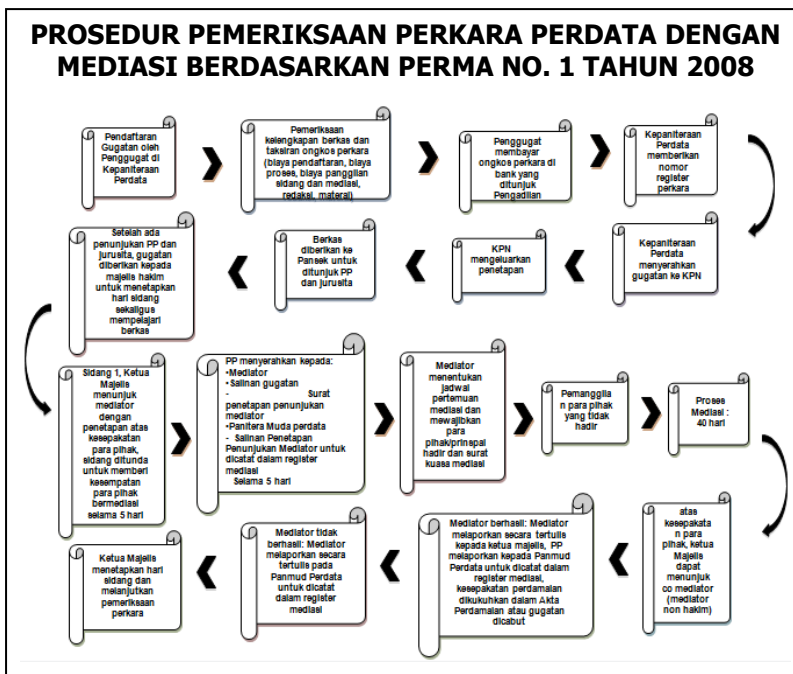 PROSEDUR PEMERIKSAAN PERKARA PERDATA DENGAN
MEDIASI BERDASARKAN PERMA NO. 1 TAHUN 2008
Pendaftaran
Gugatan oleh
Penggugat di
Kepaniteraan
Perdata
Pemeriksaan
kelengkapan berkas dan
taksiran ongkos perkara
(biaya pendaftaran, biaya
proses, biaya panggilan
sidang dan mediasi,
redaksi, materai)
Penggugat
membayar
ongkos perkara di
bank yang
ditunjuk
Pengadilan
Kepaniteraan
Perdata
memberikan
nomor
register
perkara
Kepaniteraan
Perdata
menyerahkan
gugatan ke KPN
KPN
mengeluarkan
penetapan
Berkas
diberikan ke
Pansek untuk
ditunjuk PP
dan jurusita
Setelah ada
penunjukan PP dan
jurusita, gugatan
diberikan kepada
majelis hakim
untuk menetapkan
hari sidang
sekaligus
mempelajari
berkas
Sidang 1, Ketua
Majelis
menunjuk
mediator
dengan
penetapan atas
kesepakatan
para pihak,
sidang ditunda
untuk memberi
kesempatan
para pihak
bermediasi
selama 5 hari
PP menyerahkan kepada:
•Mediator
•Salinan gugatan
- Surat
penetapan penunjukan
mediator
•Panitera Muda perdata
- Salinan Penetapan
Penunjukan Mediator untuk
dicatat dalam register
mediasi
Selama 5 hari
Mediator
menentukan
jadwal
pertemuan
mediasi dan
mewajibkan
para
pihak/prinsipal
hadir dan surat
kuasa mediasi
Pemanggila
n para pihak
yang tidak
hadir
Proses
Mediasi :
40 hari
atas
kesepakata
n para
pihak, ketua
Majelis
dapat
menunjuk
co mediator
(mediator
non hakim)
Mediator berhasil: Mediator
melaporkan secara tertulis
kepada ketua majelis, PP
melaporkan kepada Panmud
Perdata untuk dicatat dalam
register mediasi,
kesepakatan perdamaian
dikukuhkan dalam Akta
Perdamaian atau gugatan
dicabut
Mediator tidak
berhasil: Mediator
melaporkan secara
tertulis pada
Panmud Perdata
untuk dicatat
dalam register
mediasi
Ketua Majelis
menetapkan hari
sidang dan
melanjutkan
pemeriksaan
perkara